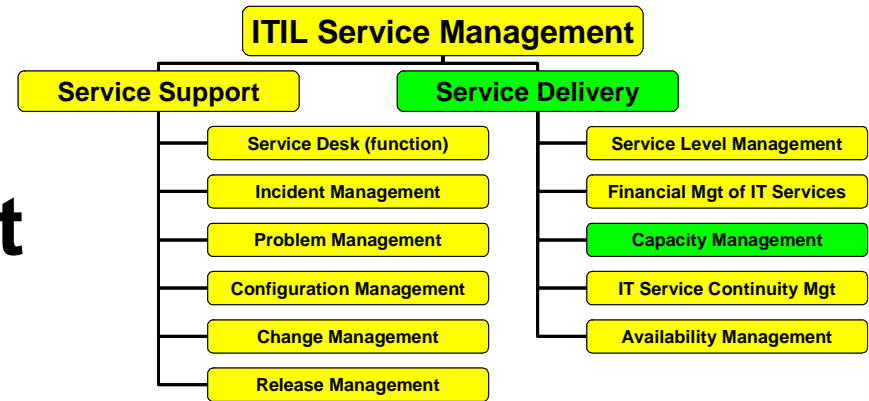 ITIL Service Management
Service Support
Service Delivery
Service Desk (function)
Incident Management
Problem Management
Configuration Management
Change Management
Release Management
Service Level Management
Financial Mgt of IT Services
Capacity Management
IT Service Continuity Mgt
Availability Management
t